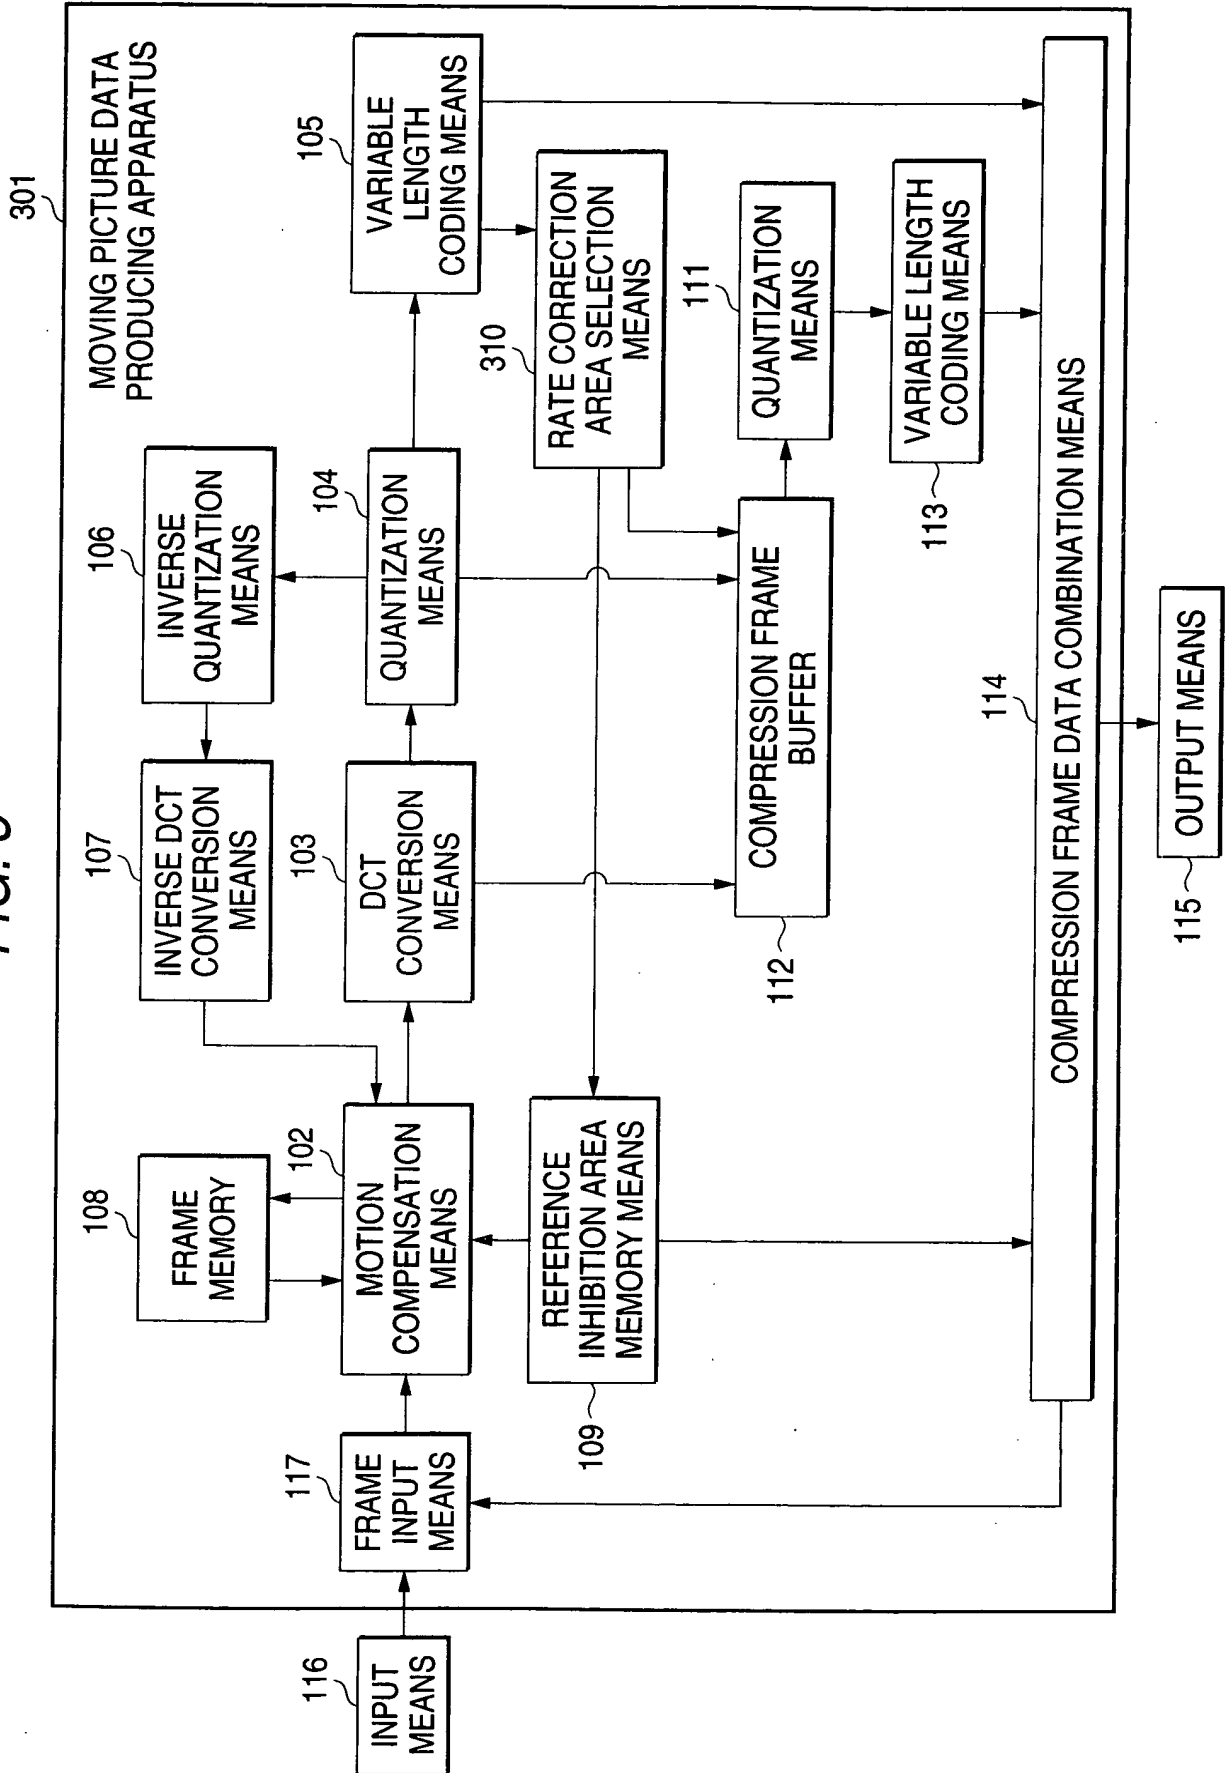 FIG.
301
MOVING PICTURE DATA
PRODUCING APPARATUS
108
FRAME
MEMORY
107
INVERSE DCT
CONVERSION
MEANS
106
INVERSE
QUANTIZATION
MEANS
116
INPUT
MEANS
117
FRAME
INPUT
MEANS
102
MOTION
COMPENSATION
MEANS
103
DCT
CONVERSION
MEANS
104
QUANTIZATION
MEANS
105
VARIABLE
LENGTH
CODING MEANS
109
REFERENCE
INHIBITION AREA
MEMORY MEANS
310
RATE CORRECTION
AREA SELECTION
MEANS
112
COMPRESSION FRAME
BUFFER
111
QUANTIZATION
MEANS
113
VARIABLE LENGTH
CODING MEANS
114
COMPRESSION FRAME DATA COMBINATION MEANS
115
OUTPUT MEANS